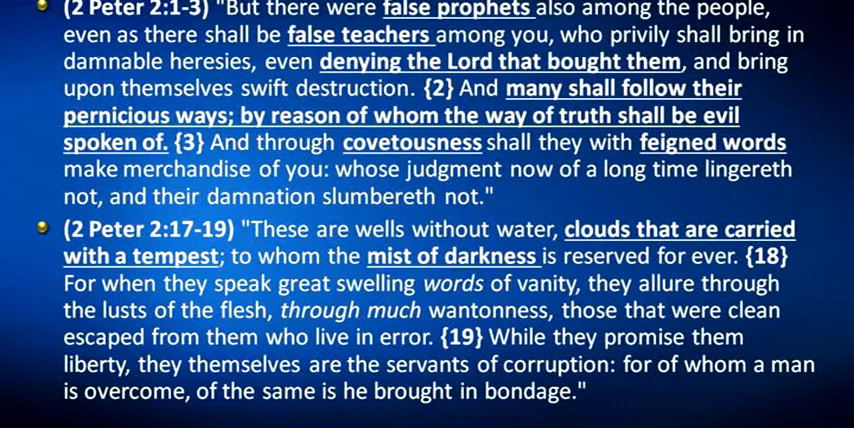 (2 Peter 2:1-3) "But there were false prophets also among the people,
even as there shall be false teachers among you, who privily shall bring in
damnable heresies, even denying the Lord that bought them, and bring
upon themselves swift destruction. {2} And many shall follow their
pernicious ways; by reason of whom the way of truth shall be evil
spoken of. {3} And through covetousness shall they with feigned words
make merchandise of you: whose judgment now of a long time lingereth
not, and their damnation slumbereth not."
(2 Peter 2:17-19) "These are wells without water, clouds that are carried
with a tempest; to whom the mist of darkness is reserved for ever. {18}
For when they speak great swelling words of vanity, they allure through
the lusts of the flesh, through much wantonness, those that were clean
escaped from them who live in error. {19} While they promise them
liberty, they themselves are the servants of corruption: for of whom a man
is overcome, of the same is he brought in bondage."